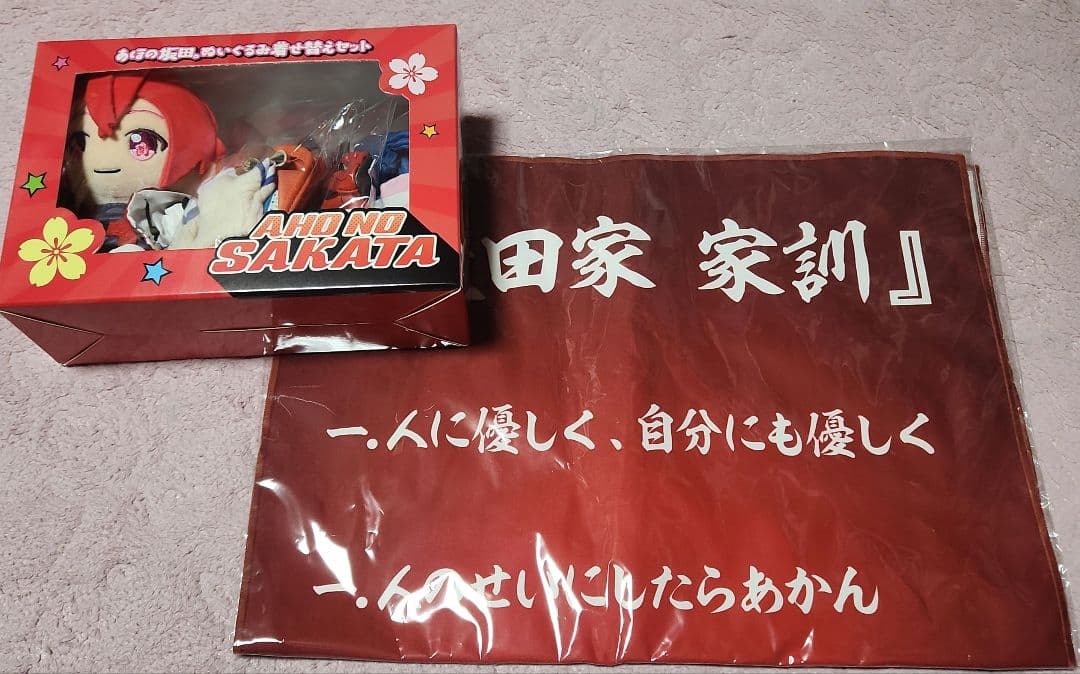 あほの坂田。ぬいぐるみ着せ替えセット
AHO NO
SAKATA
田家 家訓』
一.人に優しく、自分にも優しく
一.人のせいにしたらあかん